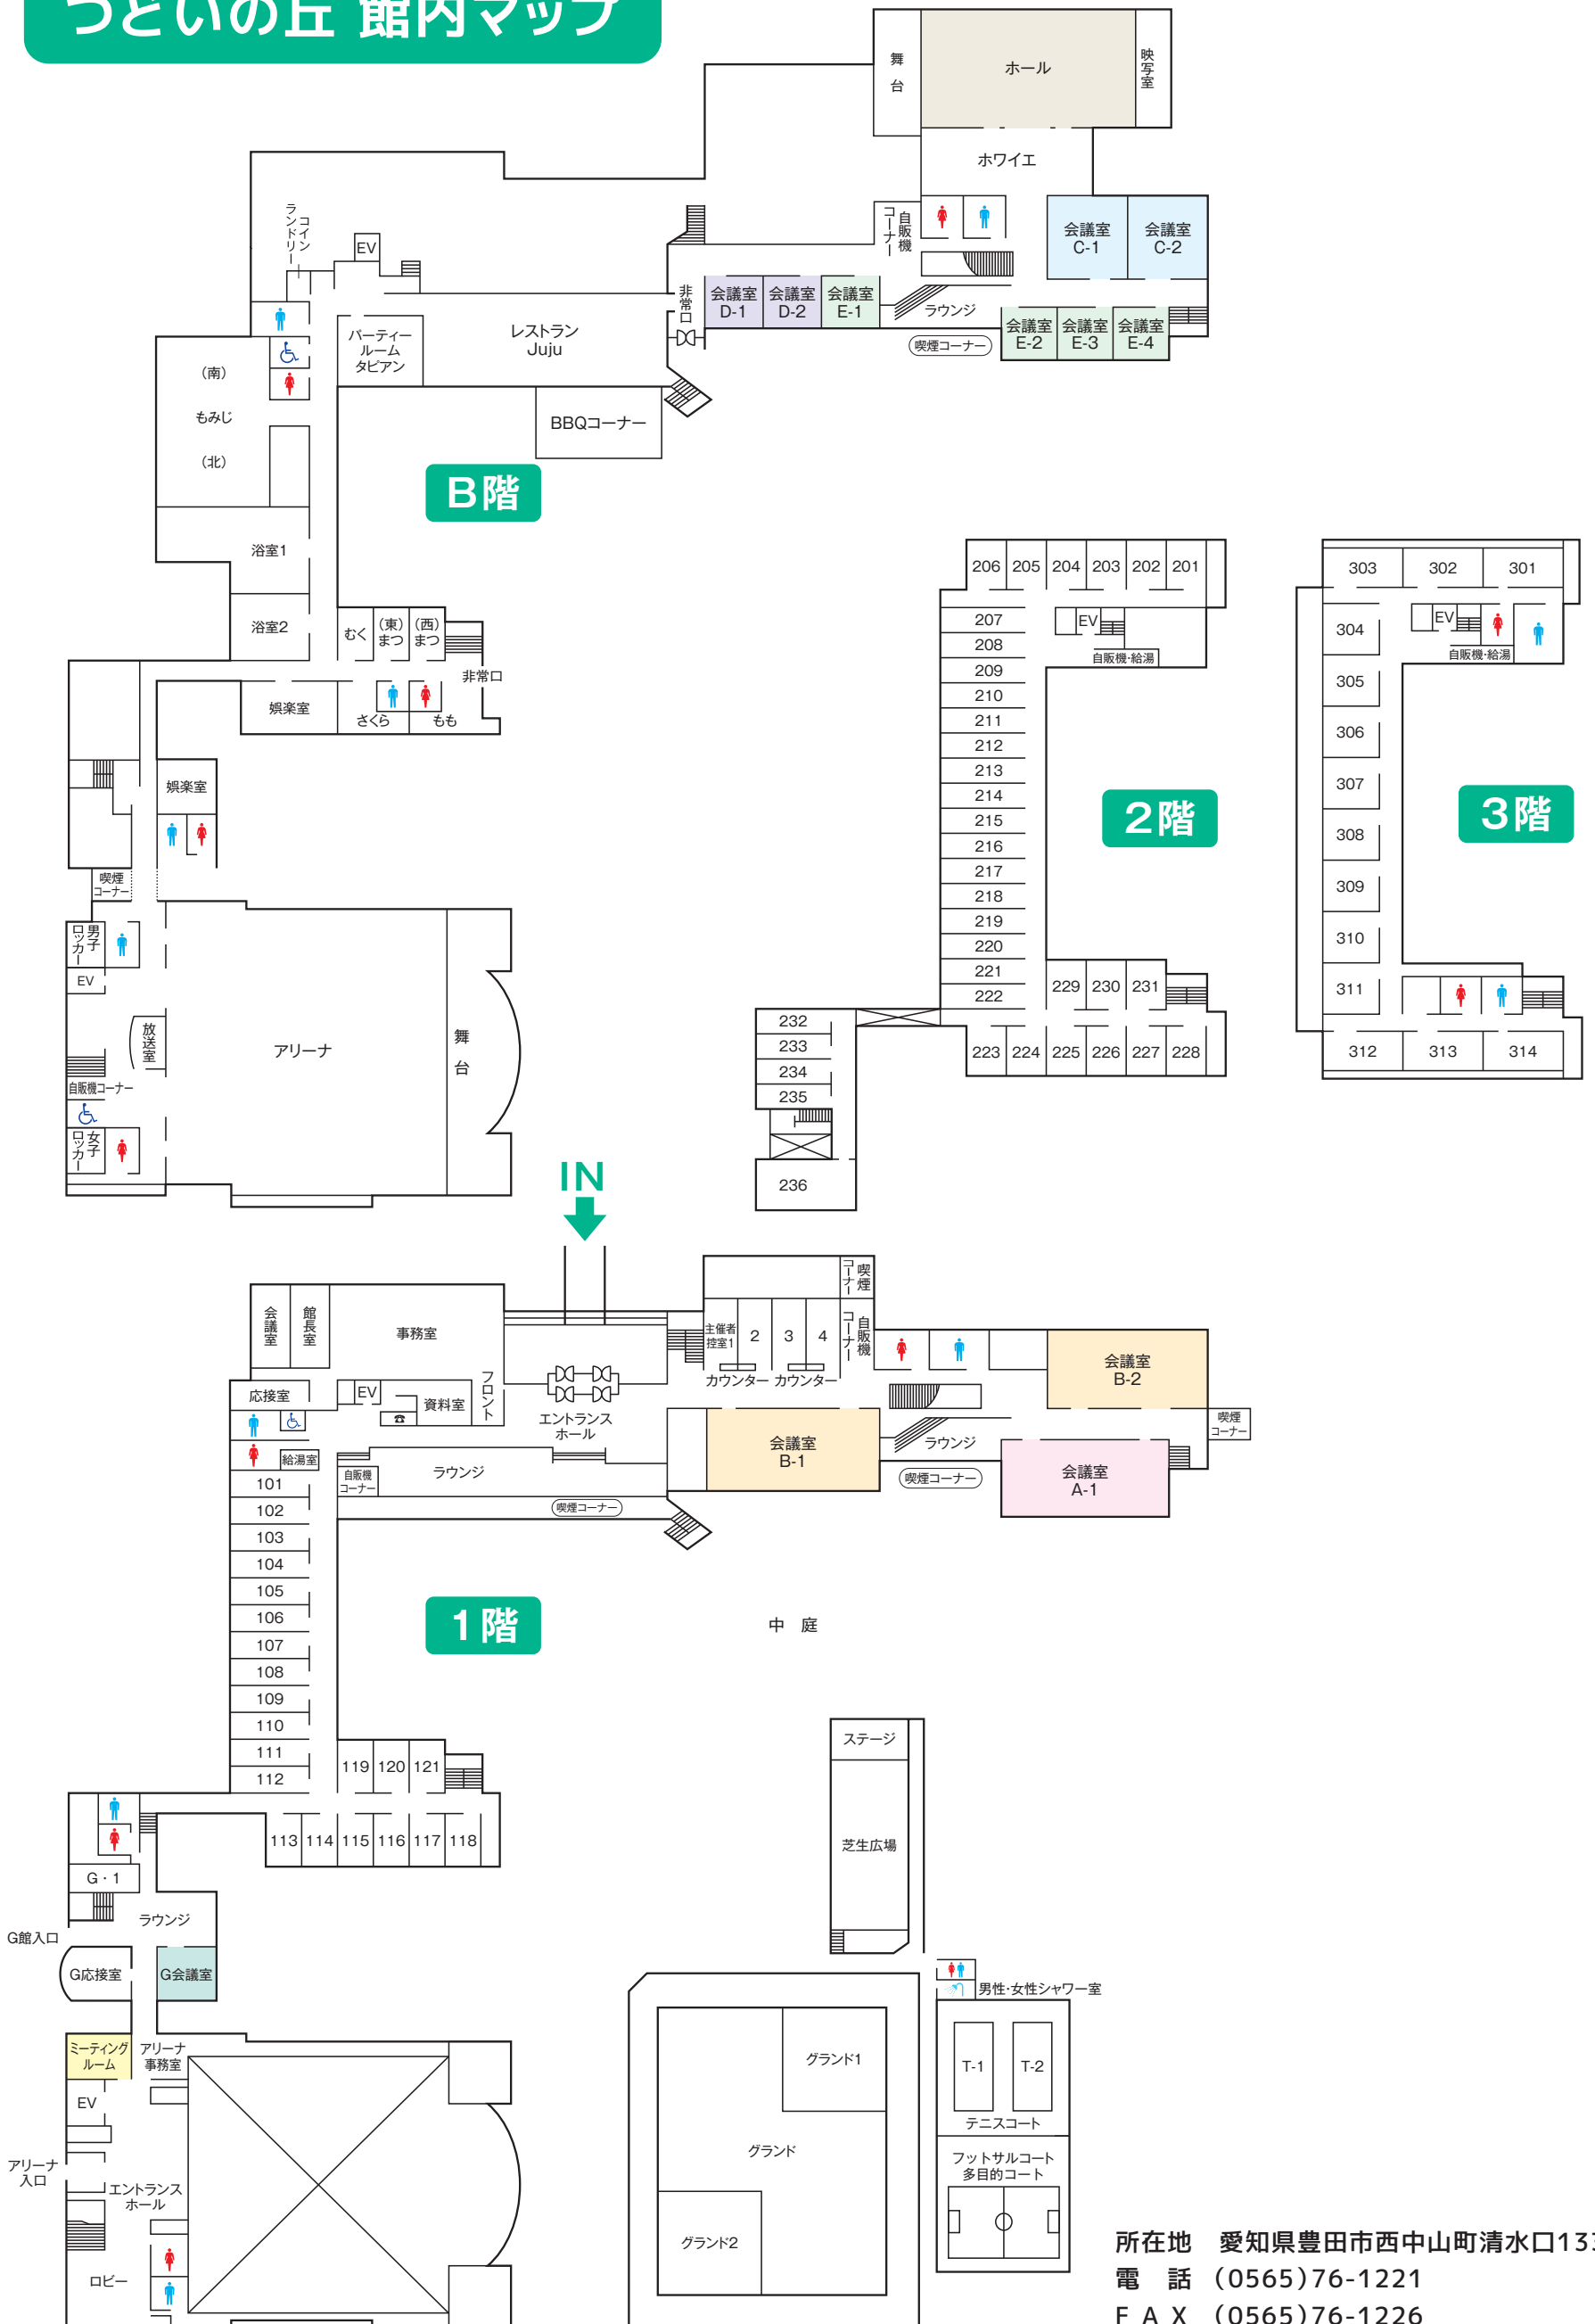 つどいの丘 館内マップ
舞台
ホール
映写室
ホワイエ
自販機コーナー
会議室
C-1
会議室
C-2
コインランドリー
EV
非常口
会議室
D-1
会議室
D-2
会議室
E-1
ラウンジ
喫煙コーナー
会議室
E-2
会議室
E-3
会議室
E-4
パーティー
ルーム
タピアン
レストラン
Juju
BBQコーナー
(南)
もみじ
(北)
B階
浴室1
浴室2
むく
(東)
まつ
(西)
まつ
非常口
娯楽室
さくら
もも
娯楽室
喫煙
コーナー
男子ロッカー
EV
放送室
アリーナ
舞台
自販機コーナー
女子ロッカー
206
205
204
203
202
201
207
EV
208
自販機・給湯
209
210
211
212
213
214
215
216
217
218
219
220
221
222
2階
229
230
231
223
224
225
226
227
228
232
233
234
235
236
303
302
301
304
EV
自販機・給湯
305
306
307
308
309
310
311
312
313
314
3階
IN
会議室
館長室
事務室
フロント
応接室
EV
資料室
給湯室
エントランス
ホール
主催者
控室1
2
3
4
カウンター
カウンター
喫煙コーナー
自販機コーナー
会議室
B-2
喫煙
コーナー
会議室
B-1
ラウンジ
喫煙コーナー
会議室
A-1
自販機
コーナー
ラウンジ
喫煙コーナー
101
102
103
104
105
106
107
108
109
110
111
112
1階
中庭
119
120
121
113
114
115
116
117
118
G・1
ラウンジ
G館入口
G応接室
G会議室
ミーティング
ルーム
アリーナ
事務室
EV
アリーナ
入口
エントランス
ホール
ロビー
ステージ
芝生広場
男性・女性シャワー室
T-1
T-2
テニスコート
フットサルコート
多目的コート
グランド1
グランド
グランド2
所在地 愛知県豊田市西中山町清水口13
電 話 (0565)76-1221
F A X (0565)76-1226